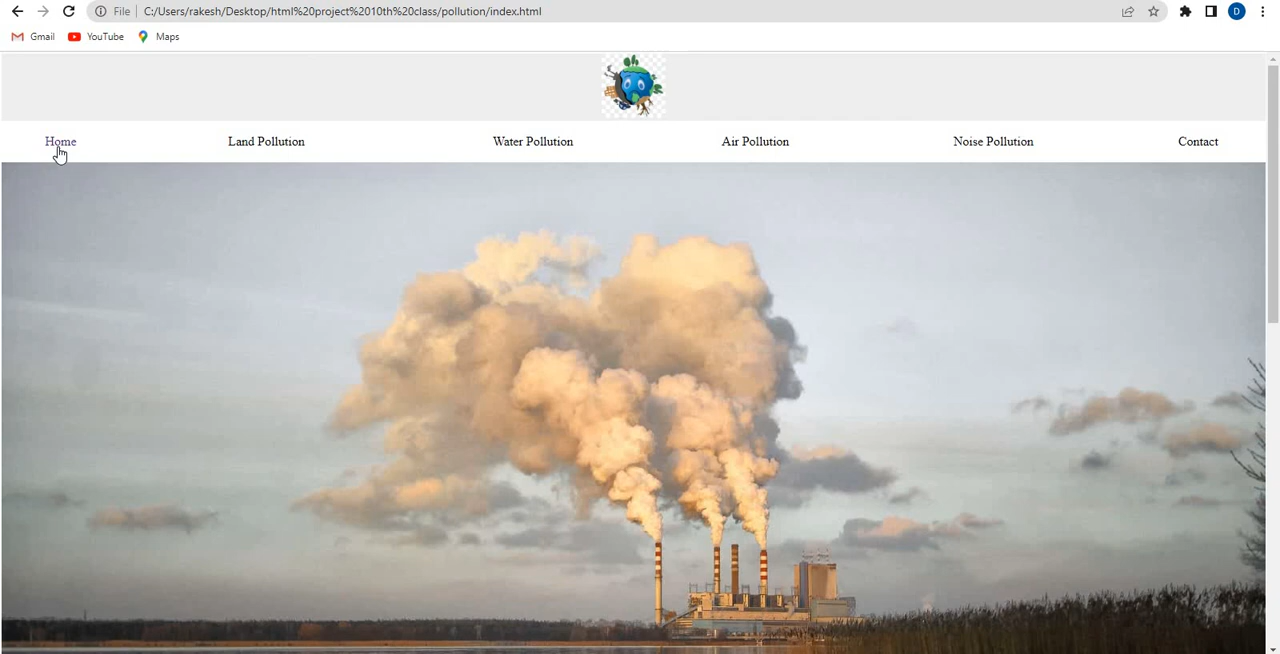 File C:/Users/rakesh/Desktop/html%20project%2010th%20class/pollution/index.html D
Gmail YouTube Maps
Home Land Pollution Water Pollution Air Pollution Noise Pollution Contact